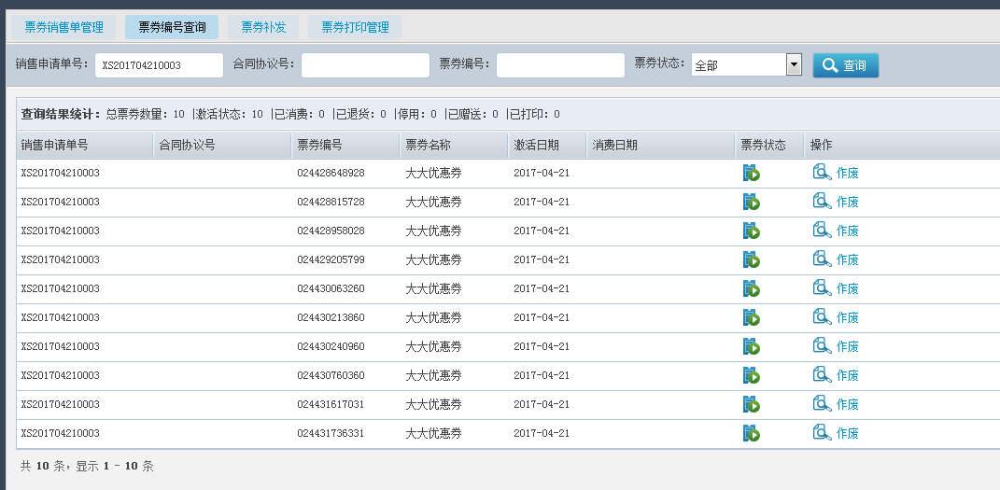 票券销售单管理 票券编号查询 票券补发 票券打印管理
销售申请单号： XS201704210003 合同协议号： 票券编号： 票券状态： 全部 查询
查询结果统计：总票券数量：10 |激活状态：10 |已消费：0 |已退货：0 |停用：0 |已赠送：0 |已打印：0
销售申请单号 合同协议号 票券编号 票券名称 激活日期 消费日期 票券状态 操作
XS201704210003 024428648928 大大优惠券 2017-04-21 作废
XS201704210003 024428815728 大大优惠券 2017-04-21 作废
XS201704210003 024428958028 大大优惠券 2017-04-21 作废
XS201704210003 024429205799 大大优惠券 2017-04-21 作废
XS201704210003 024430063260 大大优惠券 2017-04-21 作废
XS201704210003 024430213860 大大优惠券 2017-04-21 作废
XS201704210003 024430240960 大大优惠券 2017-04-21 作废
XS201704210003 024430760360 大大优惠券 2017-04-21 作废
XS201704210003 024431617031 大大优惠券 2017-04-21 作废
XS201704210003 024431736331 大大优惠券 2017-04-21 作废
共 10 条，显示 1 - 10 条